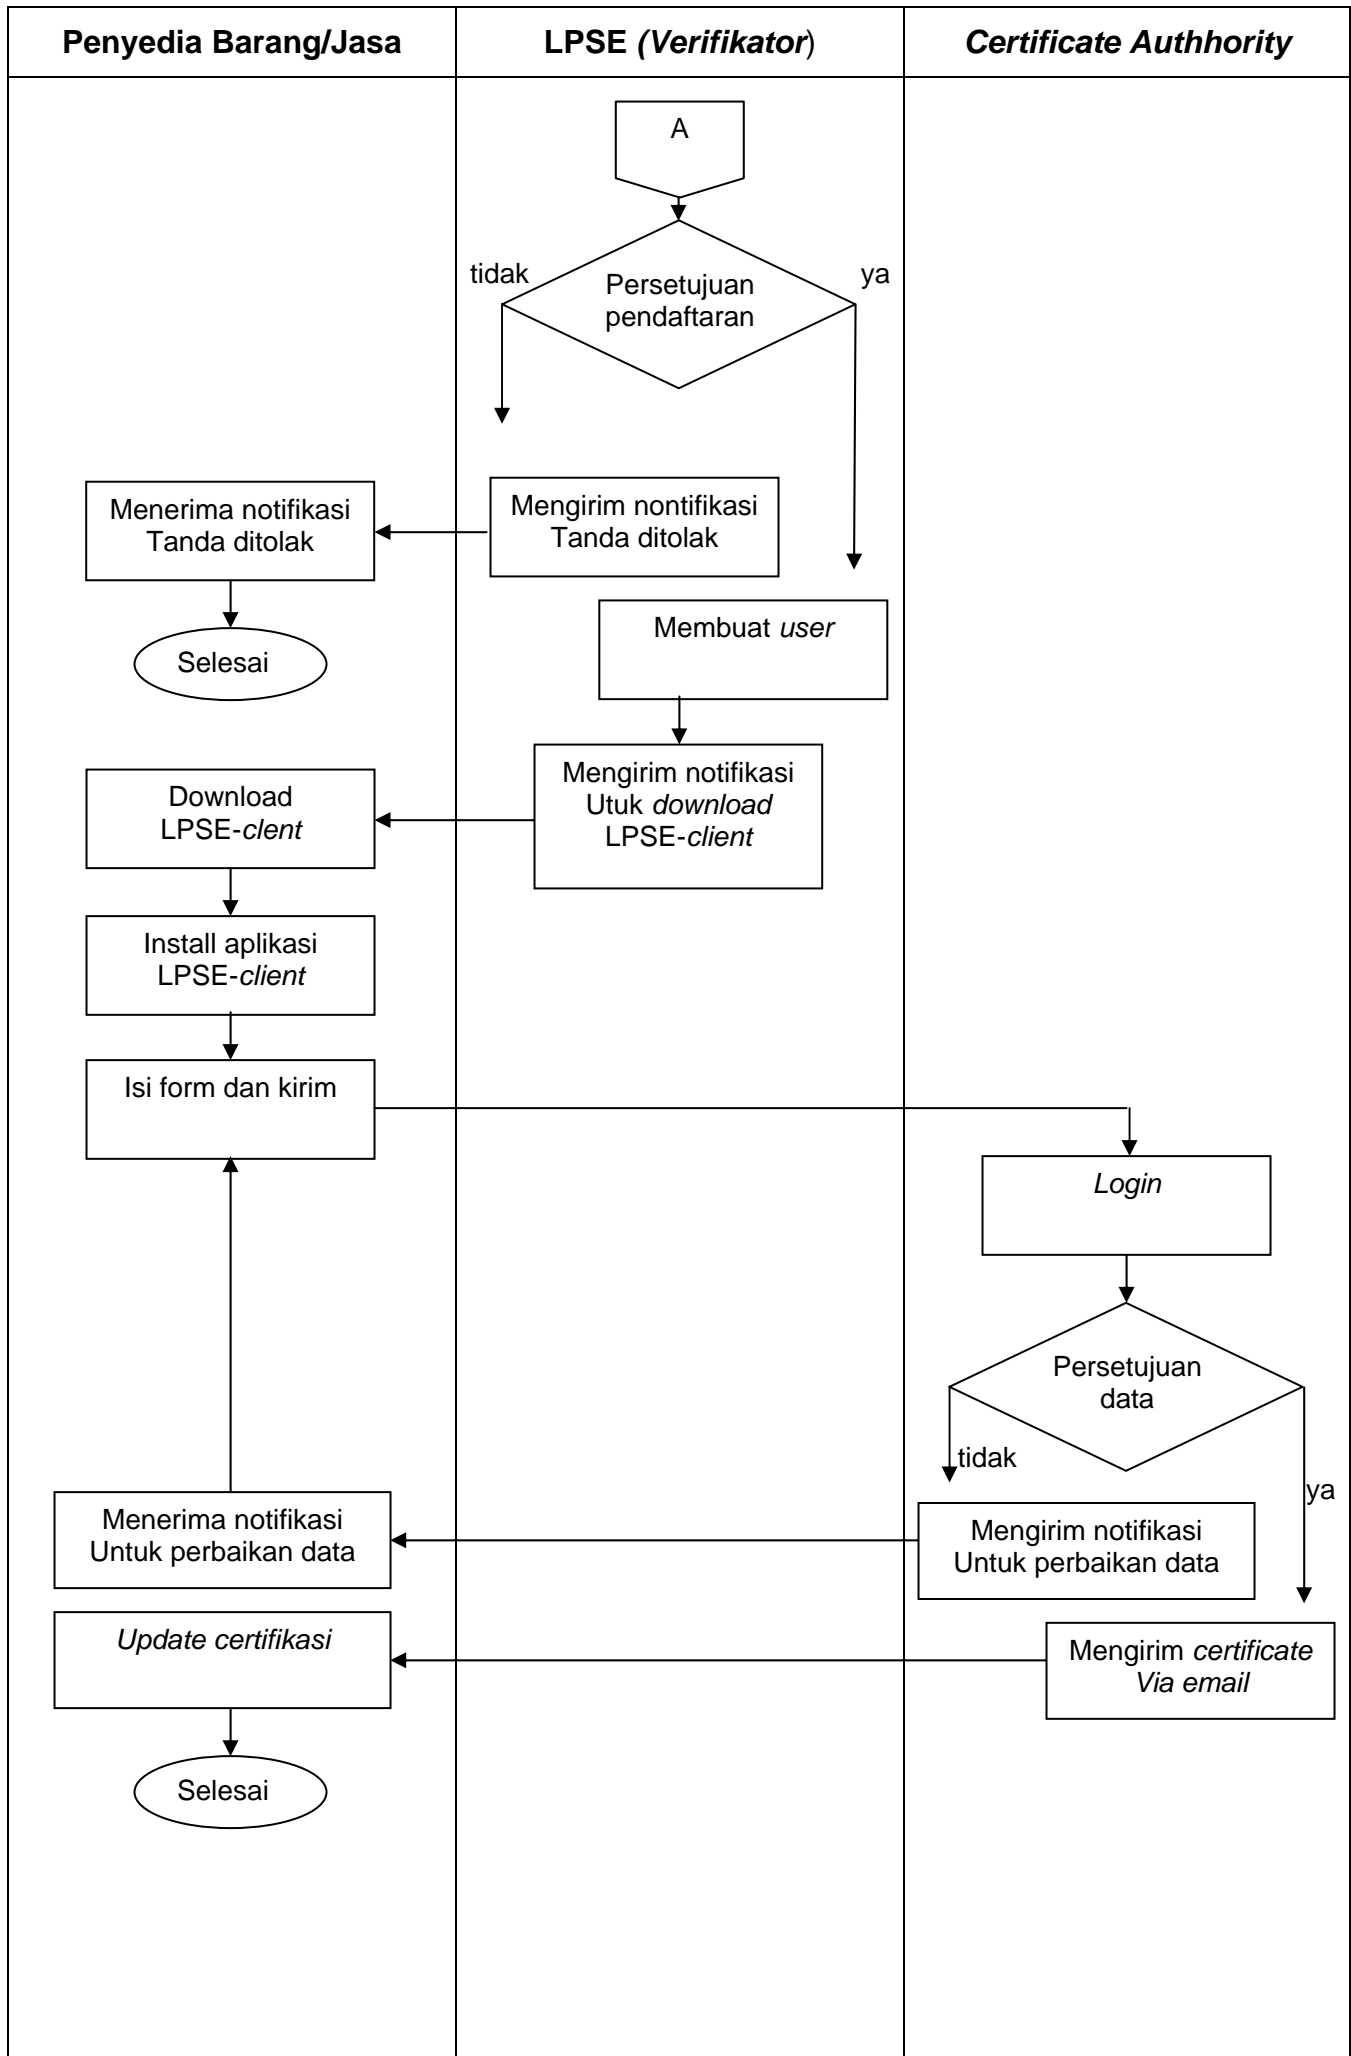 Penyedia Barang/Jasa
LPSE (Verifikator)
Certificate Authhority
A
tidak
ya
Persetujuan
pendaftaran
Menerima notifikasi
Tanda ditolak
Mengirim nontifikasi
Tanda ditolak
Membuat user
Selesai
Mengirim notifikasi
Utuk download
LPSE-client
Download
LPSE-clent
Install aplikasi
LPSE-client
Isi form dan kirim
Login
Persetujuan
data
tidak
ya
Menerima notifikasi
Untuk perbaikan data
Mengirim notifikasi
Untuk perbaikan data
Update certifikasi
Mengirim certificate
Via email
Selesai